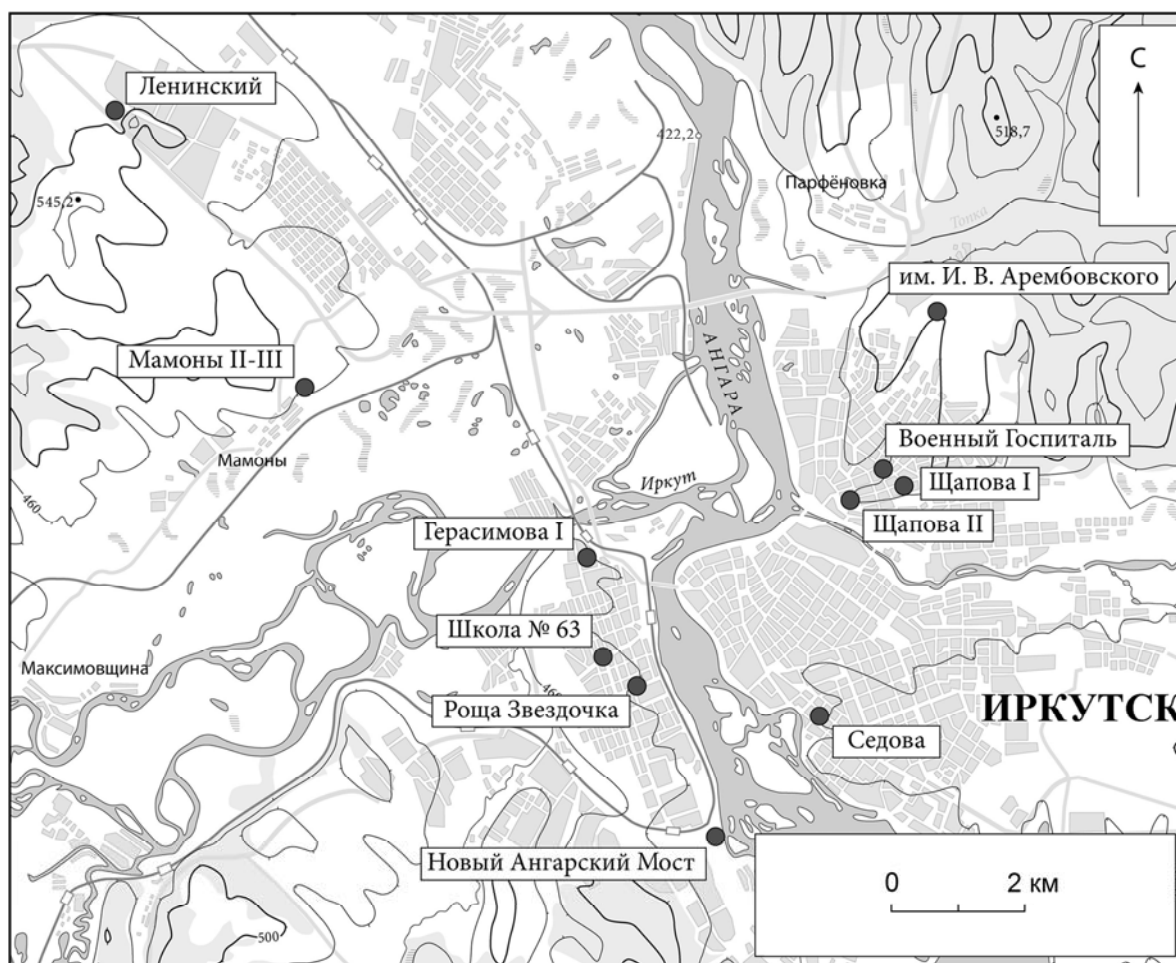 Ленинский
С
422,2
518,7
Парфёновка
545,2
Топка
им. И. В. Арембовского
АНГАРА
Мамоны II-III
Военный Госпиталь
Мамоны
Иркут
Щапова I
460
Щапова II
Герасимова I
Школа № 63
Максимовщина
460
Роща Звездочка
ИРКУТСК
Седова
Новый Ангарский Мост
0 2 км
500